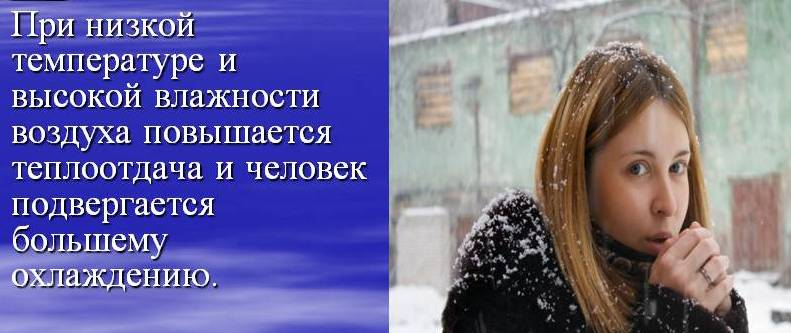 При низкой
температуре и
высокой влажности
воздуха повышается
теплоотдача и человек
подвергается
большему
охлаждению.